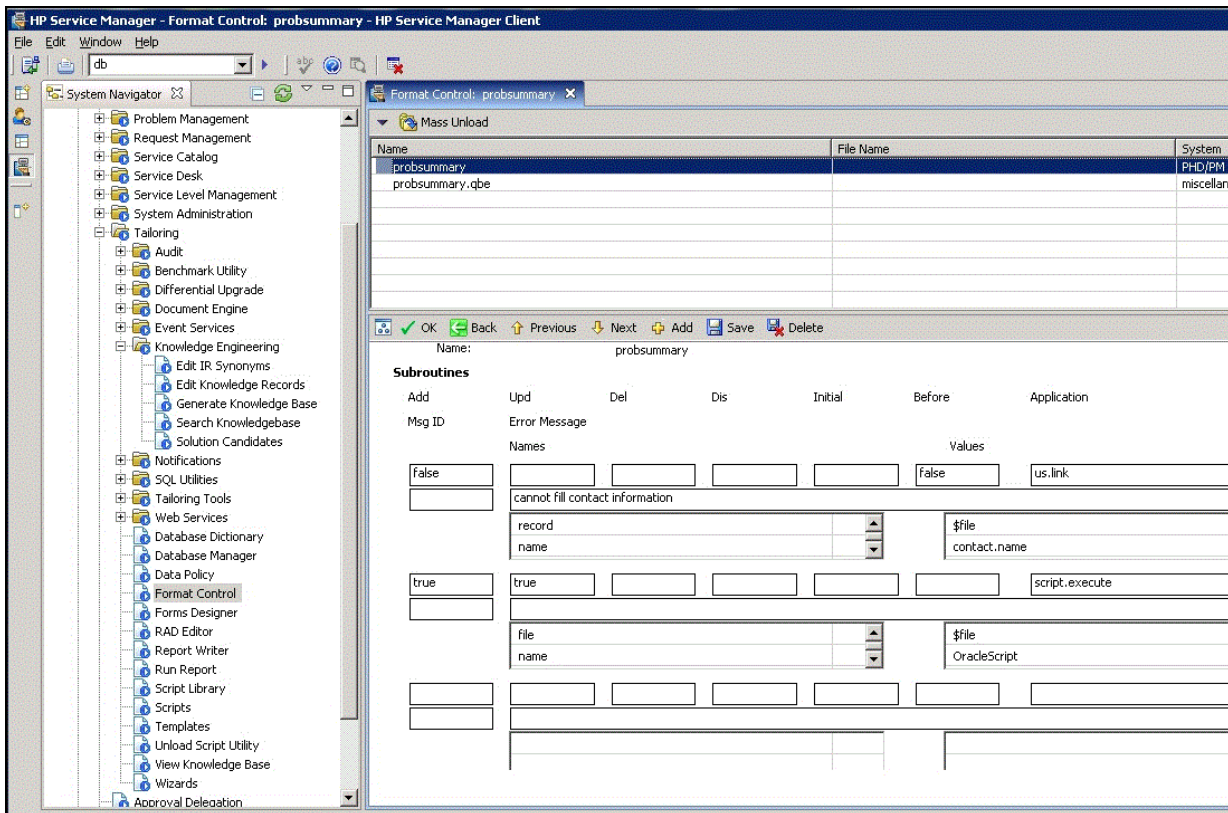 HP Service Manager - Format Control: probsummary - HP Service Manager Client
File Edit Window Help
db
abc
System Navigator
Problem Management
Request Management
Service Catalog
Service Desk
Service Level Management
System Administration
Tailoring
Audit
Benchmark Utility
Differential Upgrade
Document Engine
Event Services
Knowledge Engineering
Edit IR Synonyms
Edit Knowledge Records
Generate Knowledge Base
Search Knowledgebase
Solution Candidates
Notifications
SQL Utilities
Tailoring Tools
Web Services
Database Dictionary
Database Manager
Data Policy
Format Control
Forms Designer
RAD Editor
Report Writer
Run Report
Script Library
Scripts
Templates
Unload Script Utility
View Knowledge Base
Wizards
Approval Delegation
Format Control: probsummary
Mass Unload
Name File Name System
probsummary PHD/PM
probsummary.qbe miscellan
OK Back Previous Next Add Save Delete
Name: probsummary
Subroutines
Add Upd Del Dis Initial Before Application
Msg ID Error Message
Names Values
false false us.link
cannot fill contact information
record $file
name contact.name
true true script.execute
file $file
name OracleScript